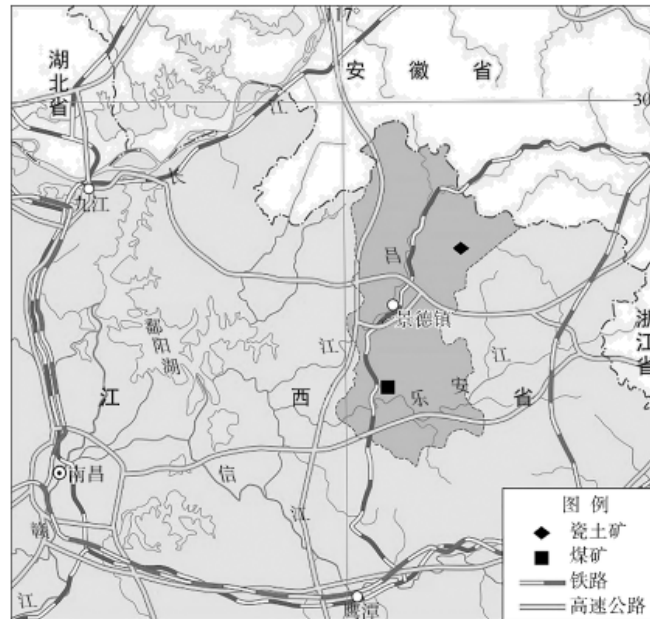 117°
湖北省
安徽省
30
江
长
九江
昌
景德镇
浙江省
鄱阳湖
江
江
江
西
乐安
省
南昌
信
江
赣
江
鹰潭
图例
瓷土矿
煤矿
铁路
高速公路